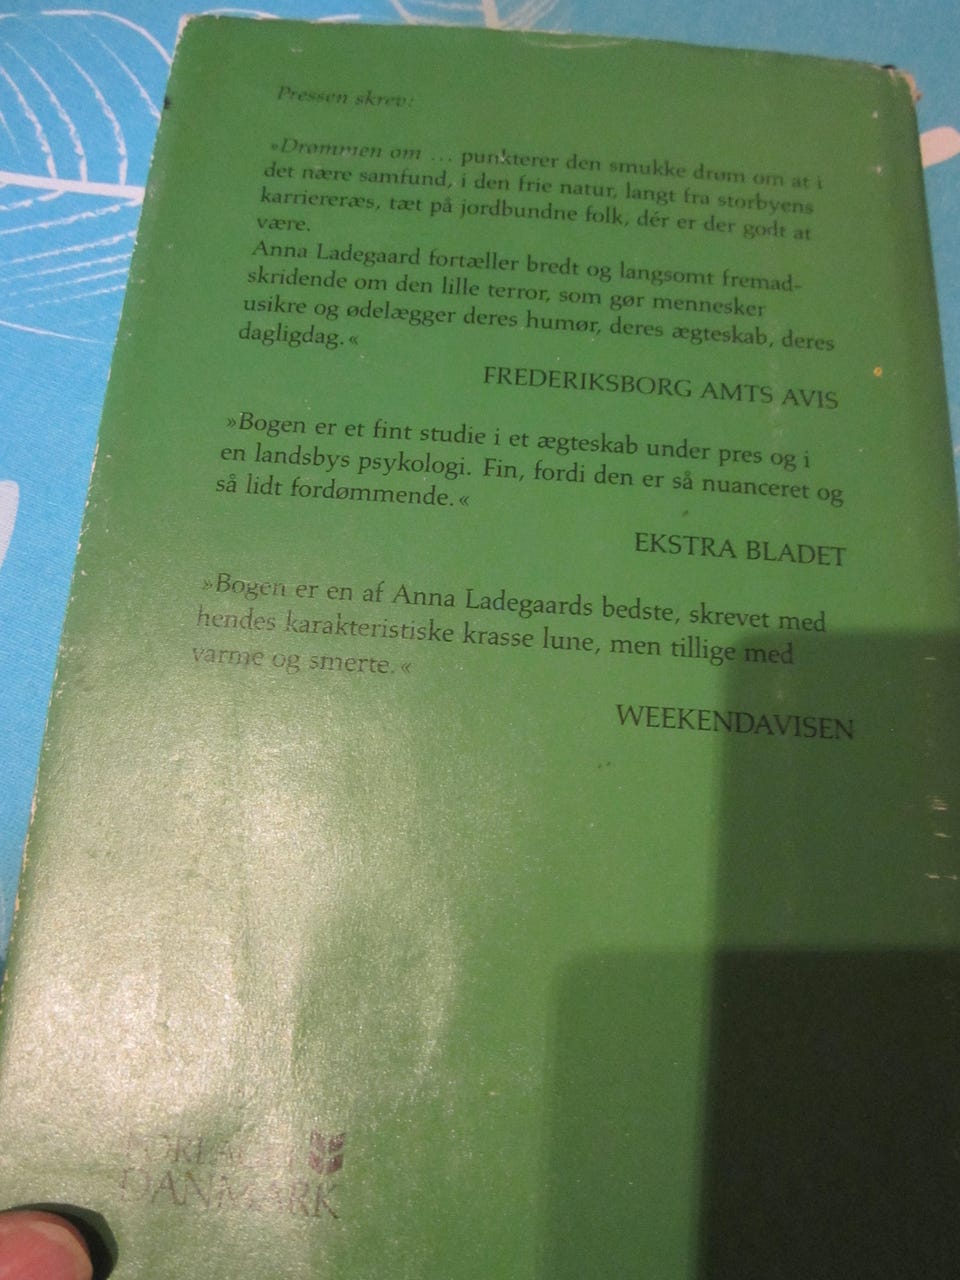 Pressen skrev:
»Drømmen om ... punkterer den smukke drøm om at i
det nære samfund, i den frie natur, langt fra storbyens
karriereræs, tæt på jordbundne folk, dér er der godt at
være.
Anna Ladegaard fortæller bredt og langsomt fremad-
skridende om den lille terror, som gør mennesker
usikre og ødelægger deres humør, deres ægteskab, deres
dagligdag.«
FREDERIKSBORG AMTS AVIS
»Bogen er et fint studie i et ægteskab under pres og i
en landsbys psykologi. Fin, fordi den er så nuanceret og
så lidt fordømmende.«
EKSTRA BLADET
»Bogen er en af Anna Ladegaards bedste, skrevet med
hendes karakteristiske krasse lune, men tillige med
varme og smerte.«
WEEKENDAVISEN
FORLAGET
DANMARK